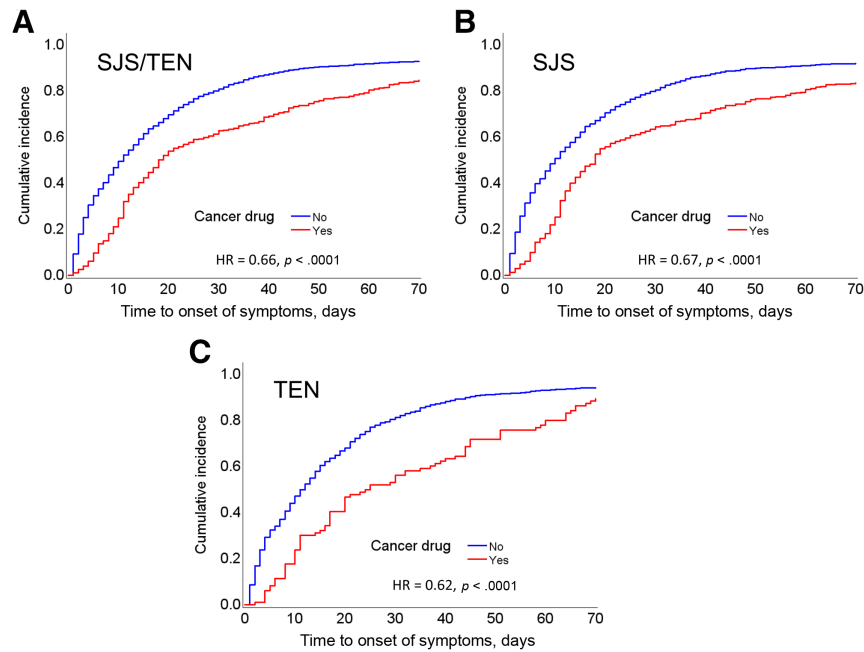 A
SJS/TEN
Cumulative incidence
1.0
0.8
0.6
0.4
0.2
0.0
Cancer drug
No
Yes
HR = 0.66, p < .0001
0 10 20 30 40 50 60 70
Time to onset of symptoms, days
B
SJS
Cumulative incidence
1.0
0.8
0.6
0.4
0.2
0.0
Cancer drug
No
Yes
HR = 0.67, p < .0001
0 10 20 30 40 50 60 70
Time to onset of symptoms, days
C
TEN
Cumulative incidence
1.0
0.8
0.6
0.4
0.2
0.0
Cancer drug
No
Yes
HR = 0.62, p < .0001
0 10 20 30 40 50 60 70
Time to onset of symptoms, days